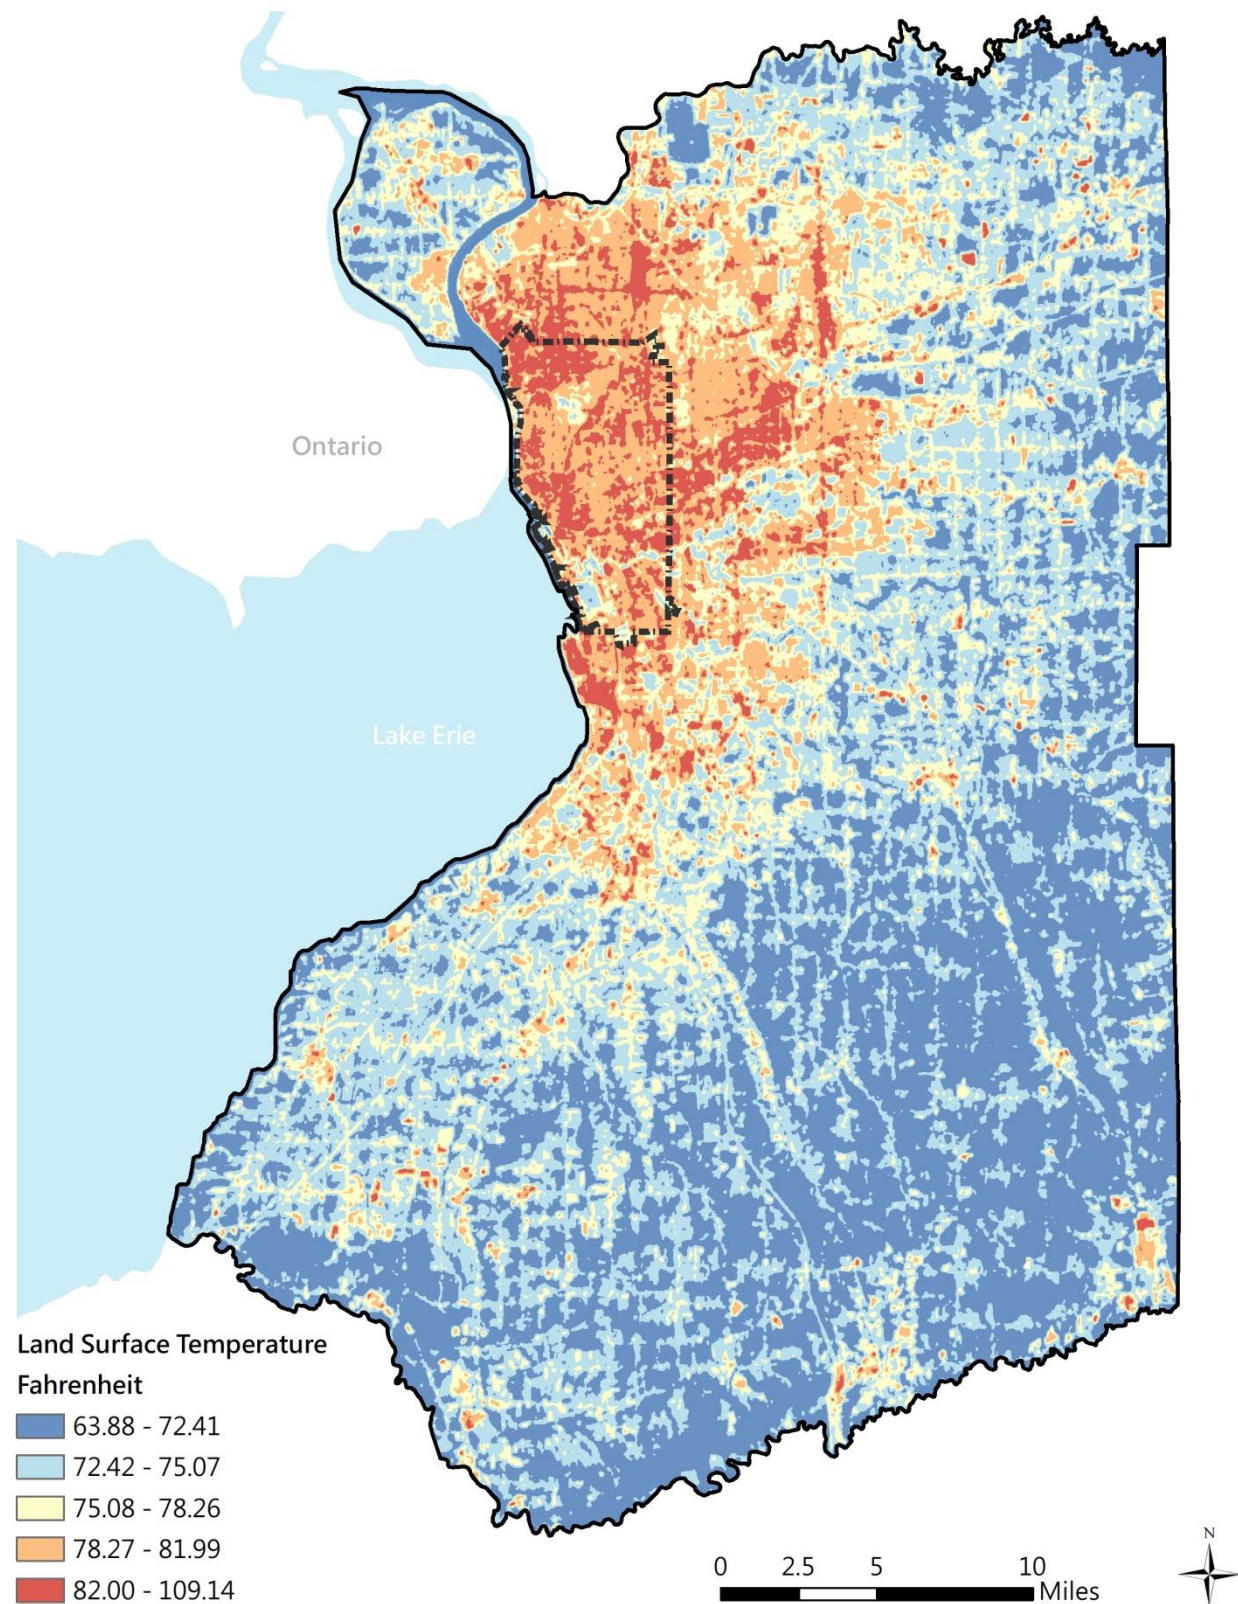 Ontario
Lake Erie
Land Surface Temperature
Fahrenheit
63.88 - 72.41
72.42 - 75.07
75.08 - 78.26
78.27 - 81.99
82.00 - 109.14
0 2.5 5 10
Miles
N